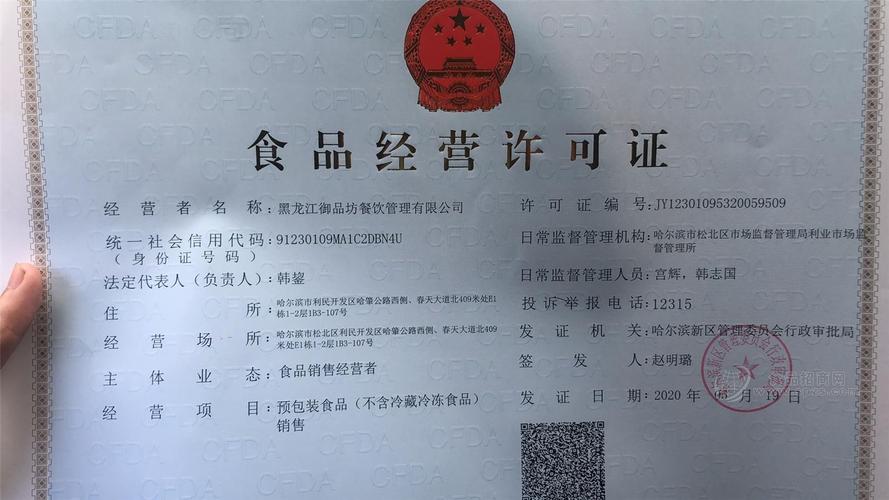 食品经营许可证
经营者名称：黑龙江御品坊餐饮管理有限公司
统一社会信用代码：91230109MA1C2DBN4U
（身份证号码）
法定代表人（负责人）：韩鋆
住所：哈尔滨市利民开发区哈肇公路西侧、春天大道北409米处E1
栋1-2层1B3-107号
经营场所：哈尔滨市松北区利民开发区哈肇公路西侧、春天大道北409
米处E1栋1-2层1B3-107号
主体业态：食品销售经营者
经营项目：预包装食品（不含冷藏冷冻食品）
销售
许可证编号：JY12301095320059509
日常监督管理机构：哈尔滨市松北区市场监督管理局利业市场监
督管理所
日常监督管理人员：宫辉，韩志国
投诉举报电话：12315
发证机关：哈尔滨新区管理委员会行政审批局
签发人：赵明璐
发证日期：2020 年 05 月 19 日